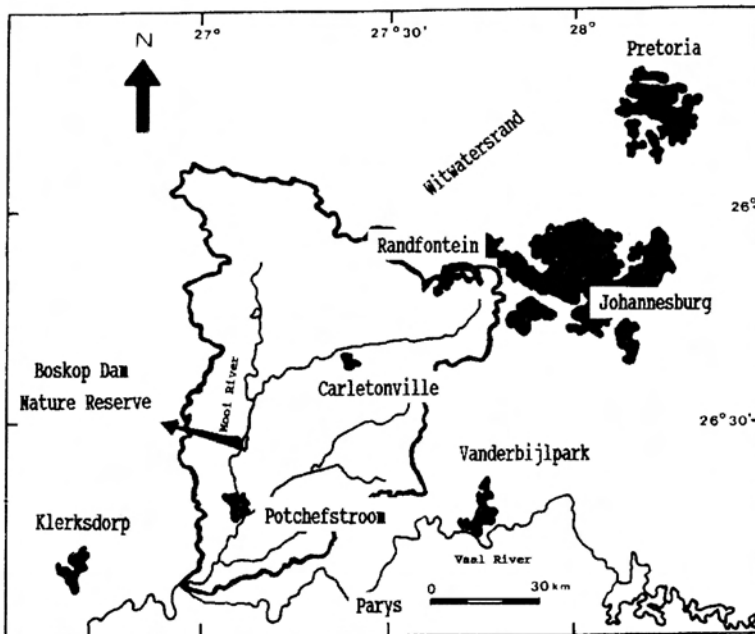 27°
27°30'
28°
N
Pretoria
Witwatersrand
26°
Randfontein
Johannesburg
Boskop Dam
Nature Reserve
Mooi River
Carletonville
26°30'
Vanderbijlpark
Klerksdorp
Potchefstroom
Vaal River
0 30 km
Parys